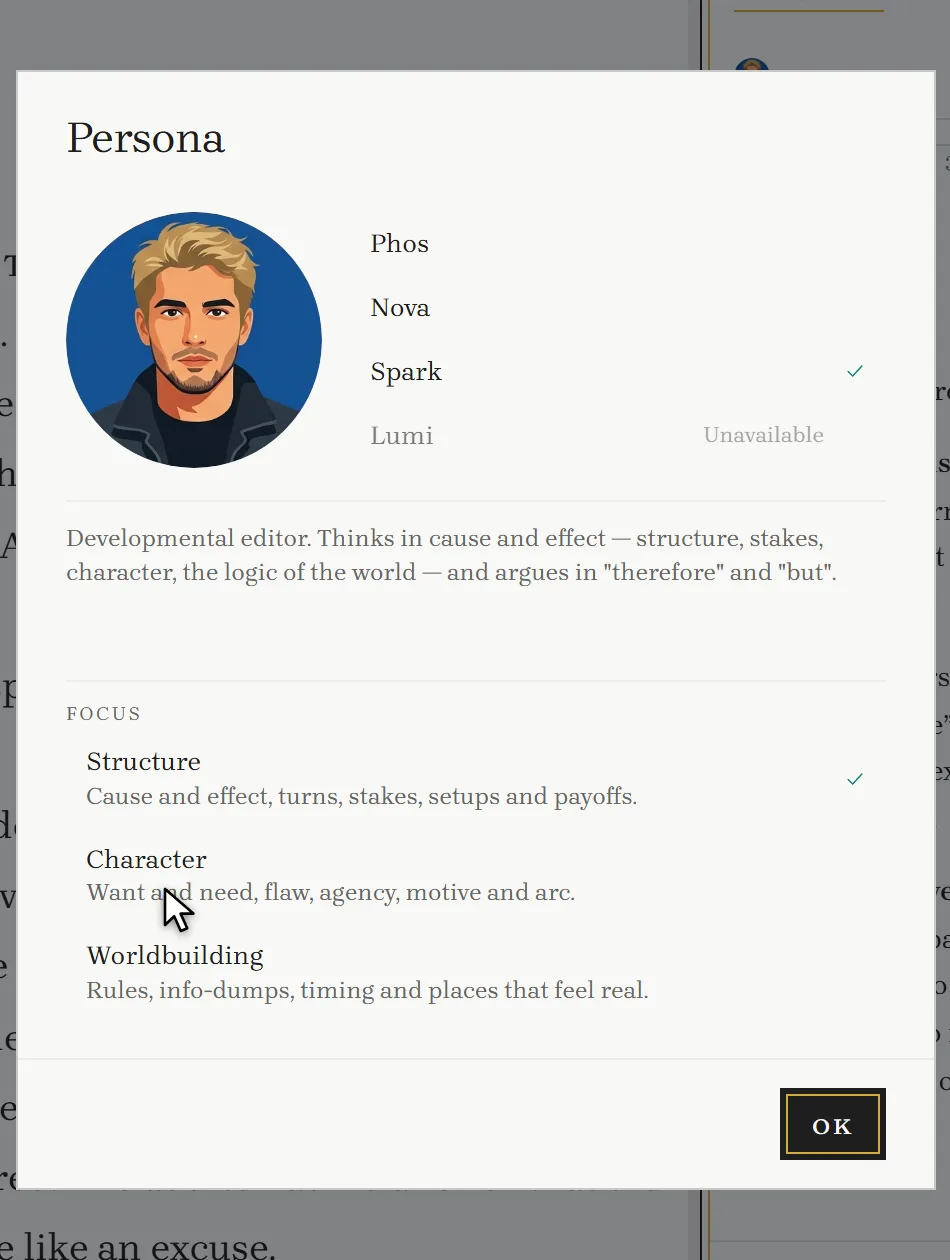 Persona
Phos
Nova
Spark
Lumi
Unavailable
Developmental editor. Thinks in cause and effect — structure, stakes,
character, the logic of the world — and argues in "therefore" and "but".
FOCUS
Structure
Cause and effect, turns, stakes, setups and payoffs.
Character
Want and need, flaw, agency, motive and arc.
Worldbuilding
Rules, info-dumps, timing and places that feel real.
OK
e like an excuse.